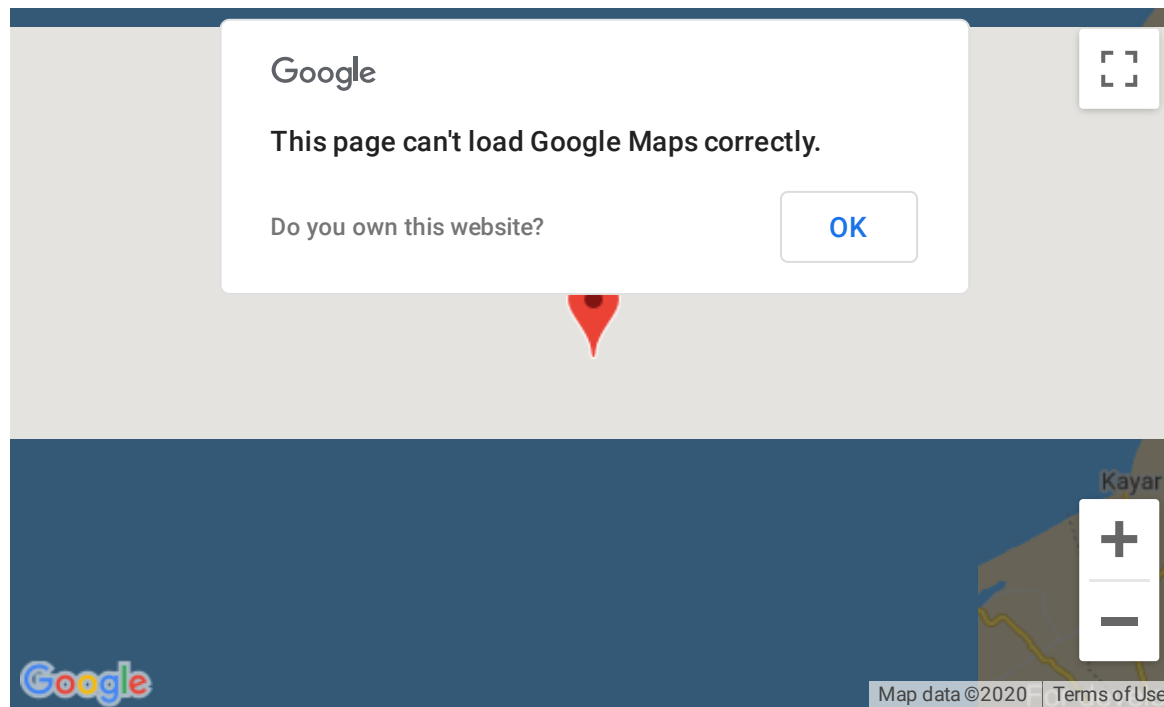 Google
This page can't load Google Maps correctly.
Do you own this website?
OK
Kayar
Google
Map data ©2020
Terms of Use